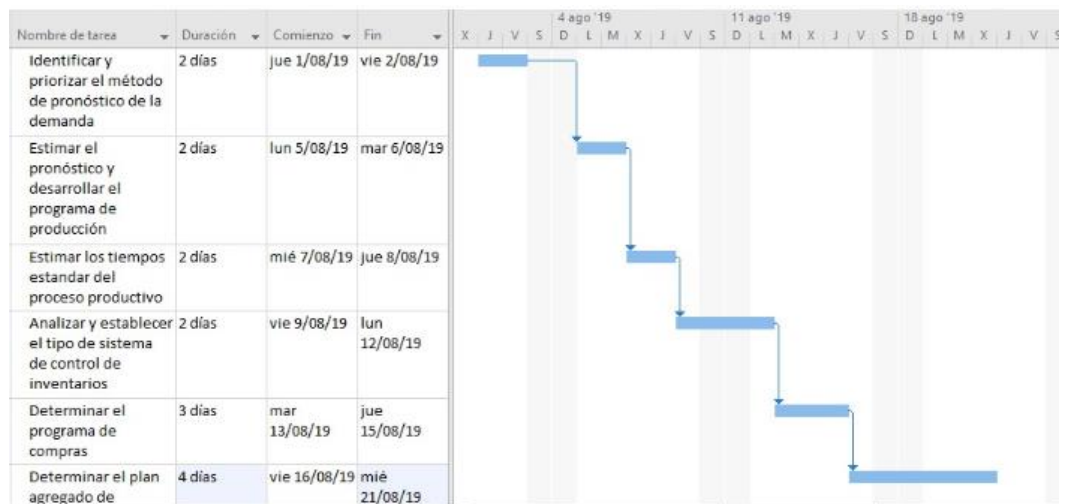 4 ago '19 11 ago '19 18 ago '19
Nombre de tarea Duración Comienzo Fin X J V S D L M X J V S D L M X J V S D L M X J V S
Identificar y 2 días jue 1/08/19 vie 2/08/19
priorizar el método
de pronóstico de la
demanda
Estimar el 2 días lun 5/08/19 mar 6/08/19
pronóstico y
desarrollar el
programa de
producción
Estimar los tiempos 2 días mié 7/08/19 jue 8/08/19
estandar del
proceso productivo
Analizar y establecer 2 días vie 9/08/19 lun
el tipo de sistema 12/08/19
de control de
inventarios
Determinar el 3 días mar jue
programa de 13/08/19 15/08/19
compras
Determinar el plan 4 días vie 16/08/19 mié
agregado de 21/08/19